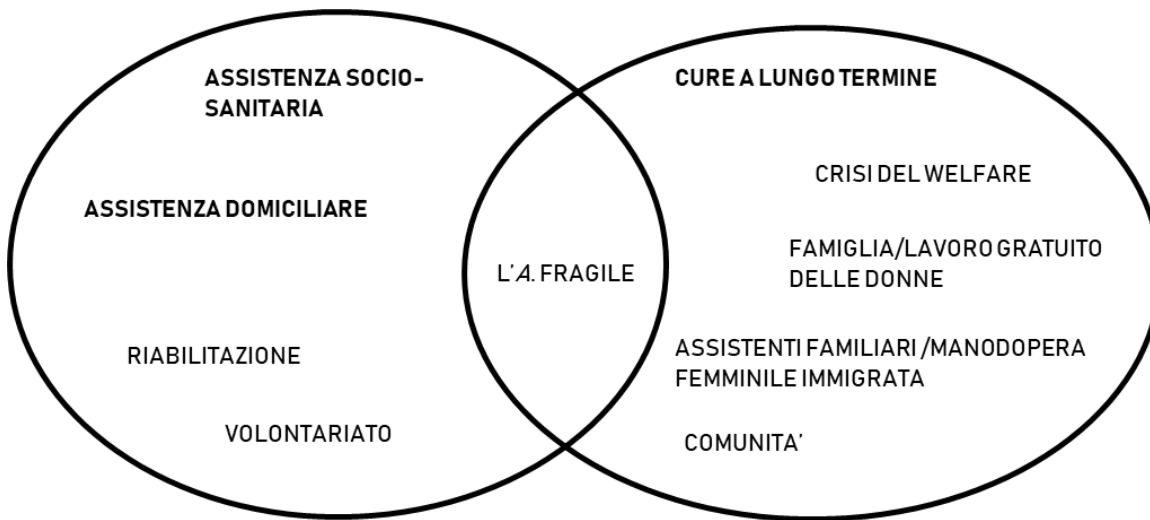 ASSISTENZA SOCIO-
SANITARIA
ASSISTENZA DOMICILIARE
RIABILITAZIONE
VOLONTARIATO
L'A. FRAGILE
CURE A LUNGO TERMINE
CRISI DEL WELFARE
FAMIGLIA/LAVORO GRATUITO
DELLE DONNE
ASSISTENTI FAMILIARI /MANODOPERA
FEMMINILE IMMIGRATA
COMUNITA'